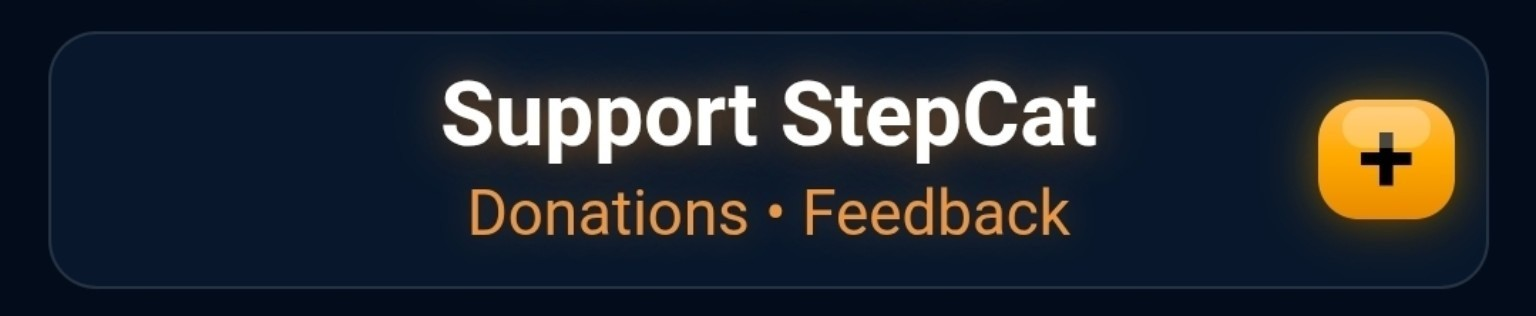 Support StepCat
Donations • Feedback
+